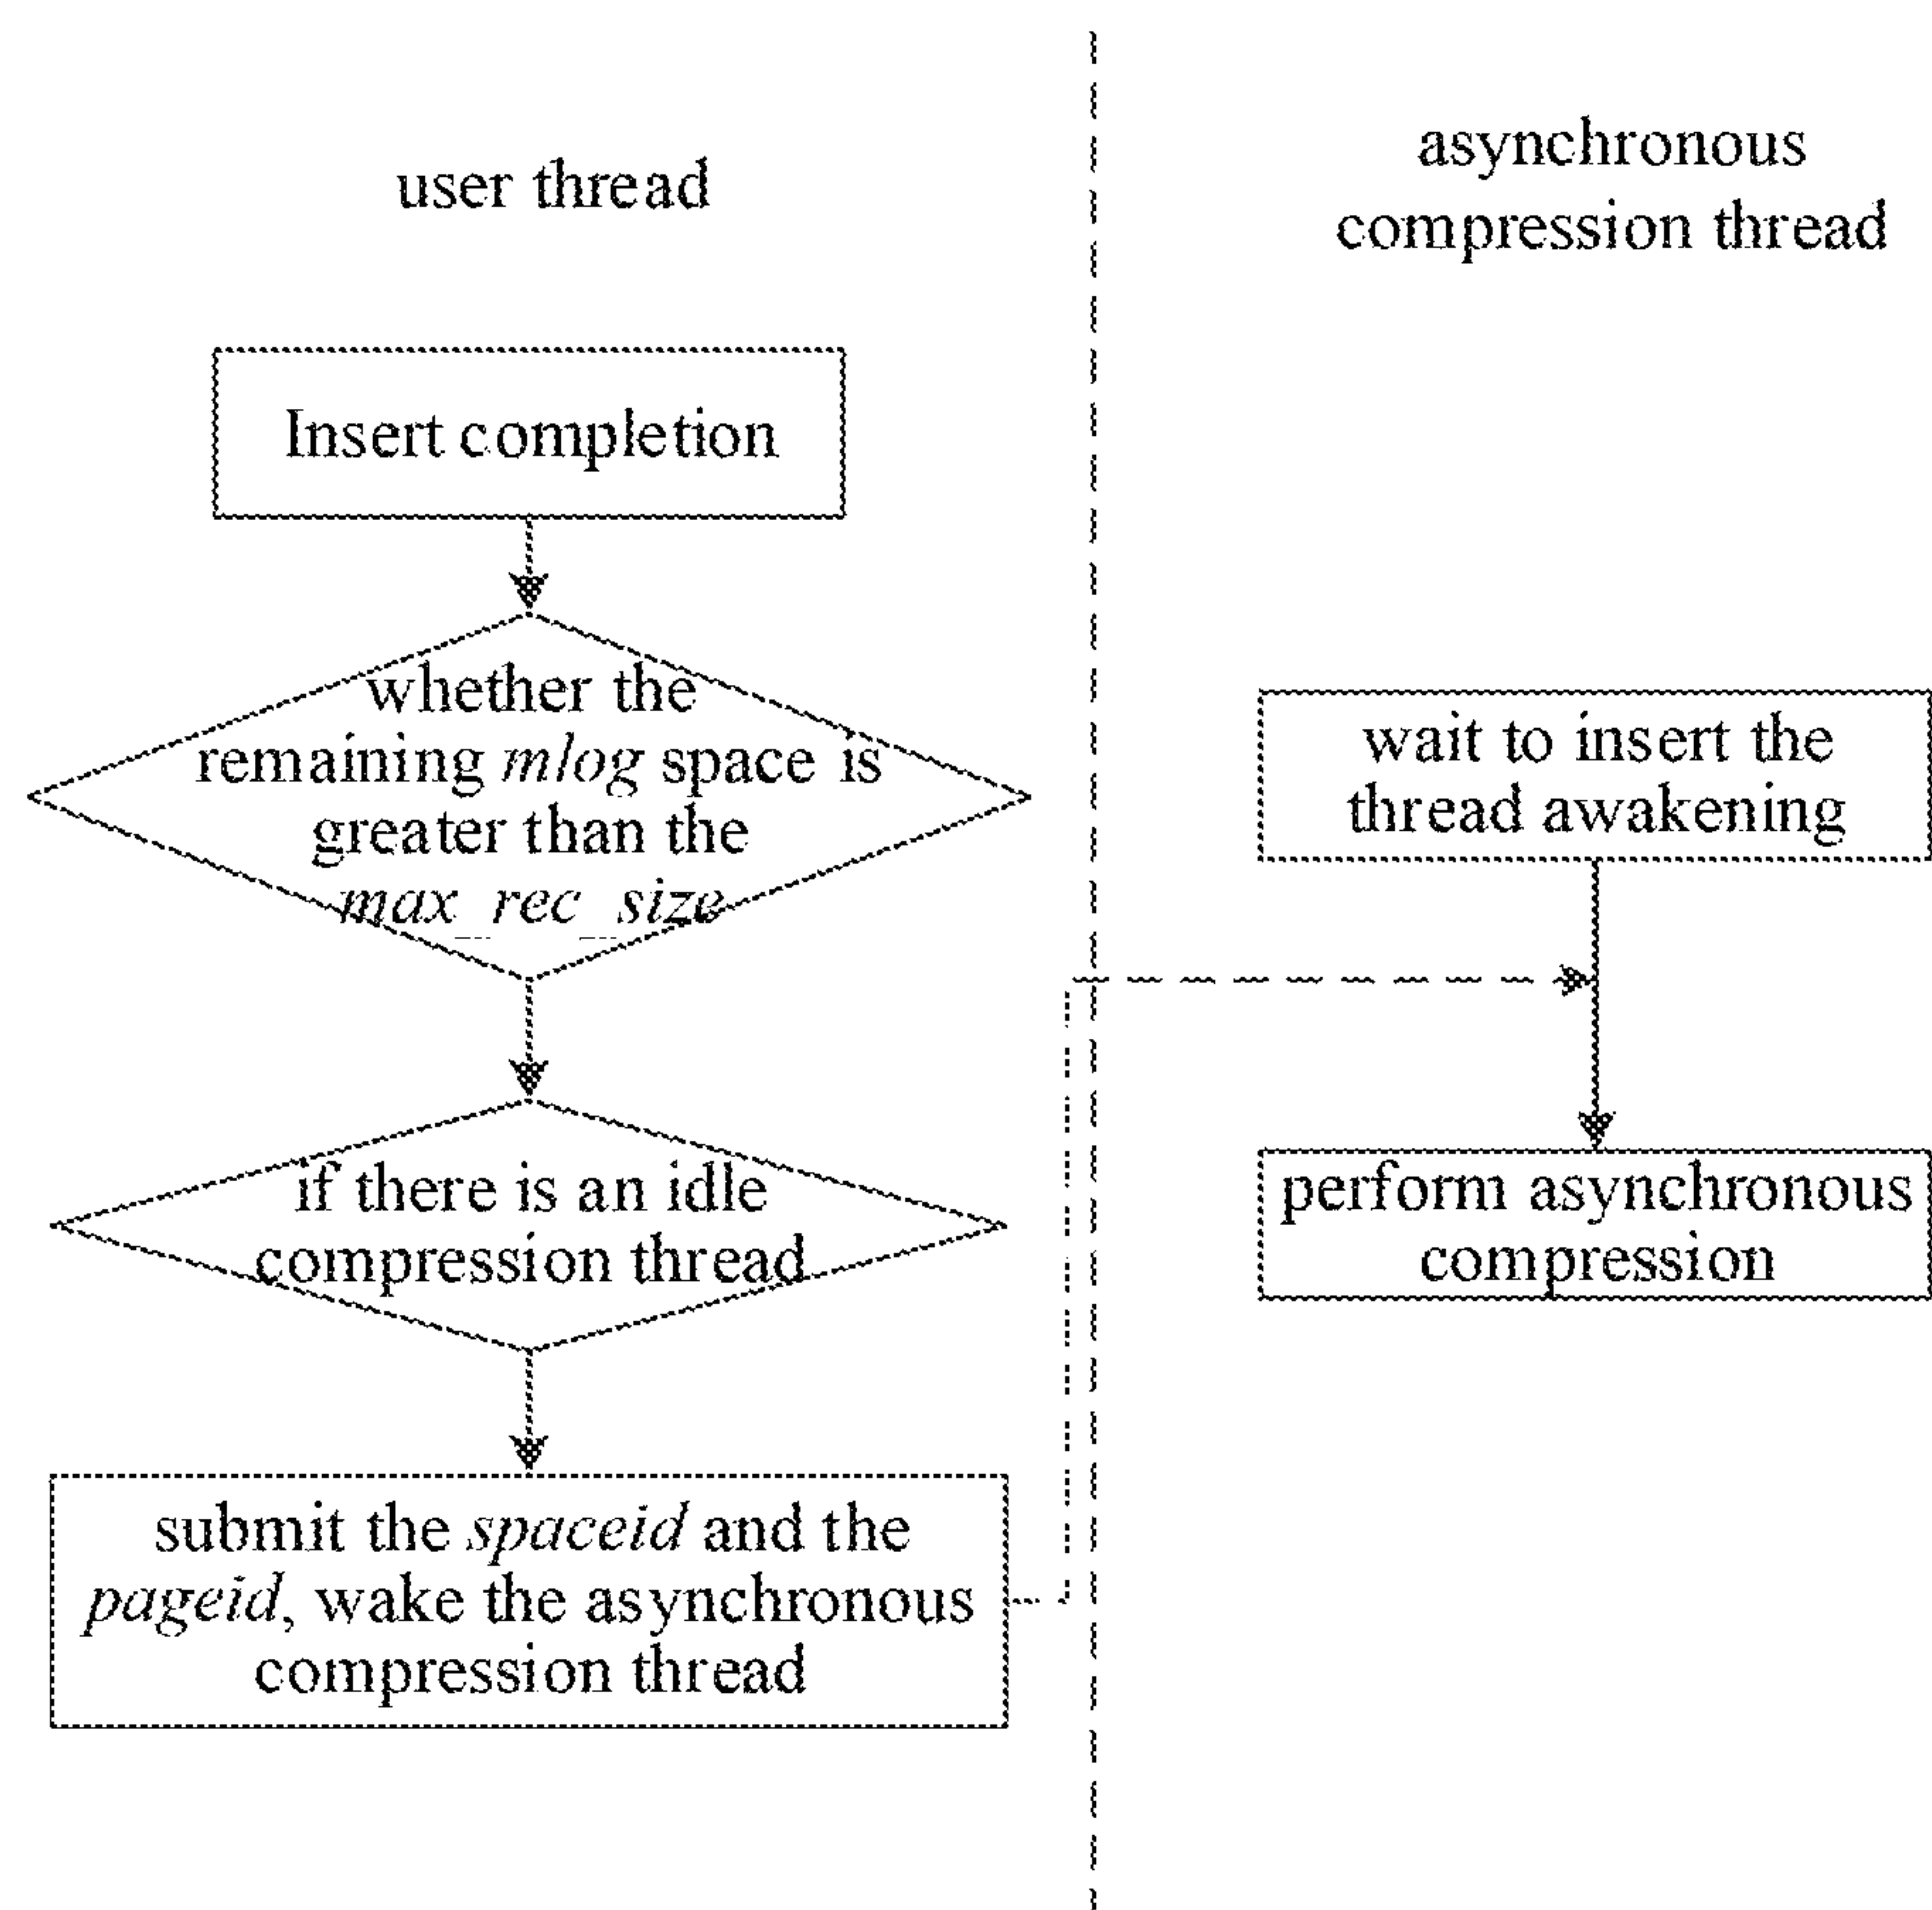 user thread
asynchronous
compression thread
Insert completion
whether the
remaining mlog space is
greater than the
max_rec_size
wait to insert the
thread awakening
if there is an idle
compression thread
perform asynchronous
compression
submit the spaceid and the
pageid, wake the asynchronous
compression thread